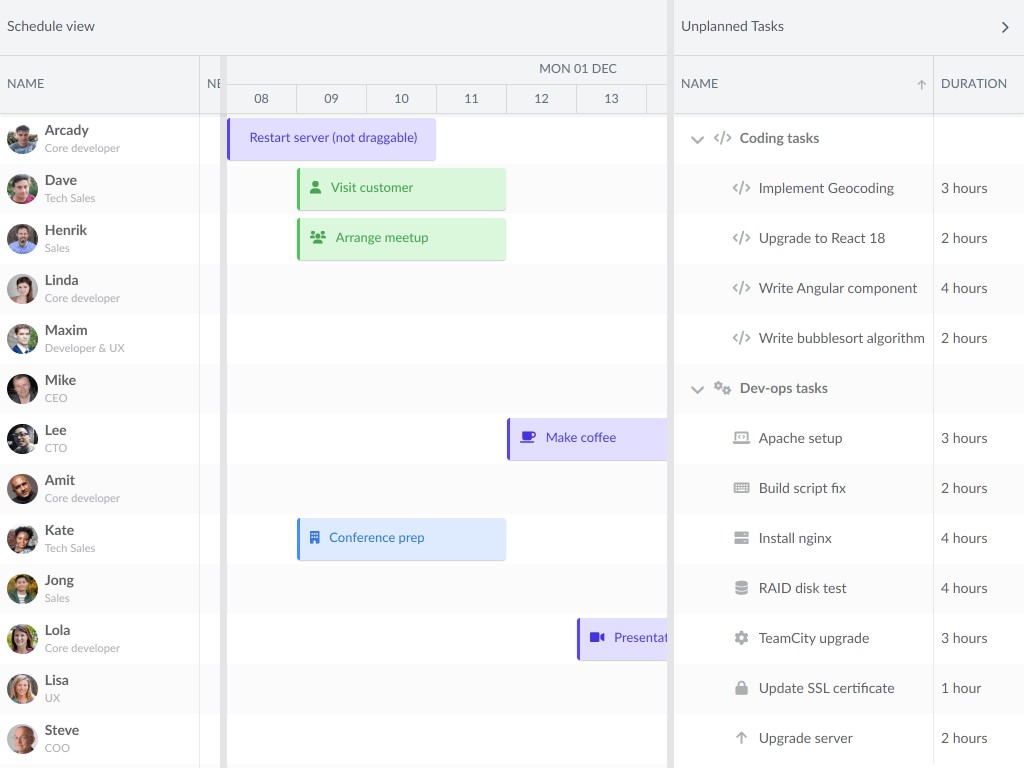 Schedule view
Unplanned Tasks
NAME
NE
MON 01 DEC
08 09 10 11 12 13
NAME
DURATION
Arcady
Core developer
Restart server (not draggable)
Coding tasks
Dave
Tech Sales
Visit customer
Implement Geocoding 3 hours
Henrik
Sales
Arrange meetup
Upgrade to React 18 2 hours
Linda
Core developer
Write Angular component 4 hours
Maxim
Developer & UX
Write bubblesort algorithm 2 hours
Mike
CEO
Dev-ops tasks
Lee
CTO
Make coffee
Apache setup 3 hours
Amit
Core developer
Build script fix 2 hours
Kate
Tech Sales
Conference prep
Install nginx 4 hours
Jong
Sales
RAID disk test 4 hours
Lola
Core developer
Presentat
TeamCity upgrade 3 hours
Lisa
UX
Update SSL certificate 1 hour
Steve
COO
Upgrade server 2 hours